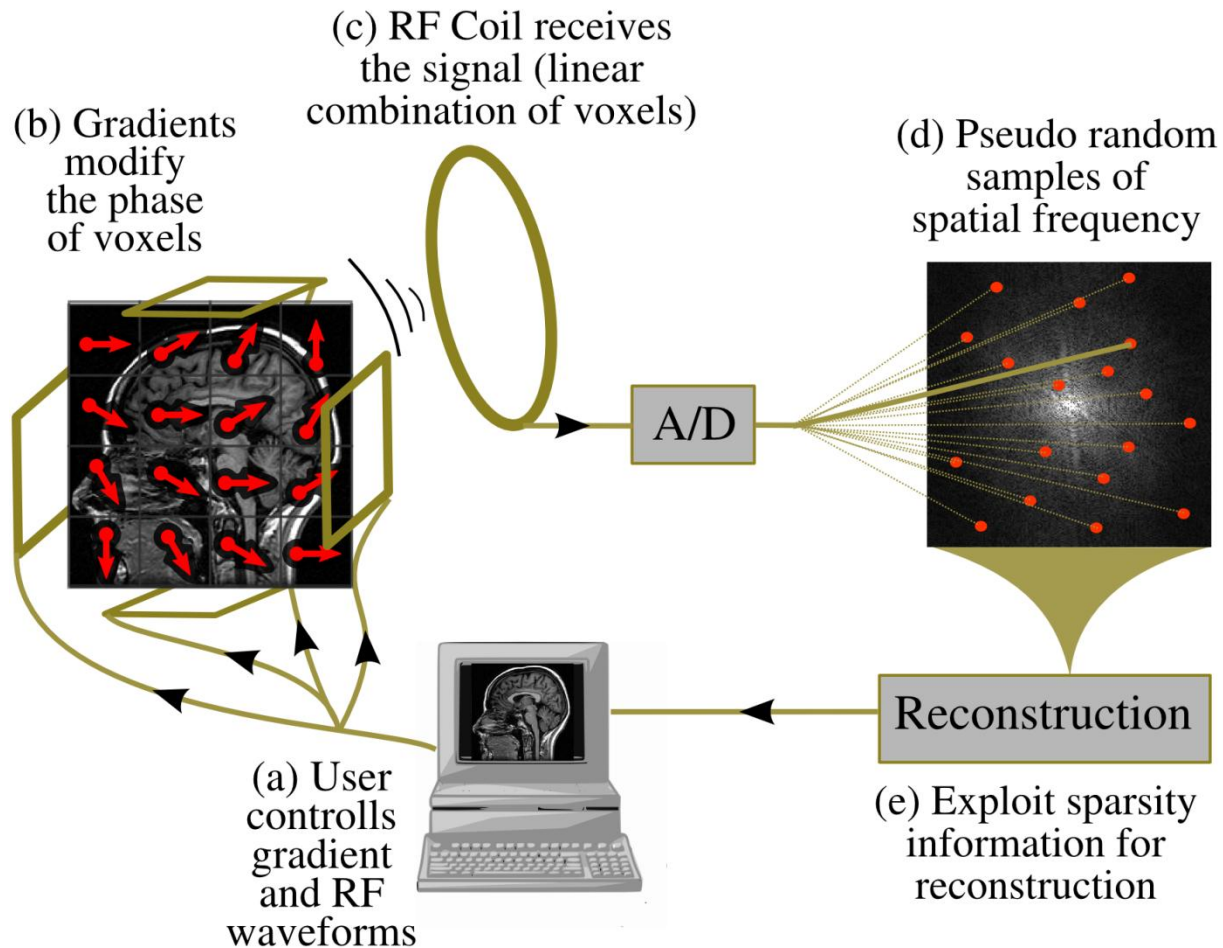 (a) User
controlls
gradient
and RF
waveforms
(b) Gradients
modify
the phase
of voxels
(c) RF Coil receives
the signal (linear
combination of voxels)
A/D
(d) Pseudo random
samples of
spatial frequency
Reconstruction
(e) Exploit sparsity
information for
reconstruction